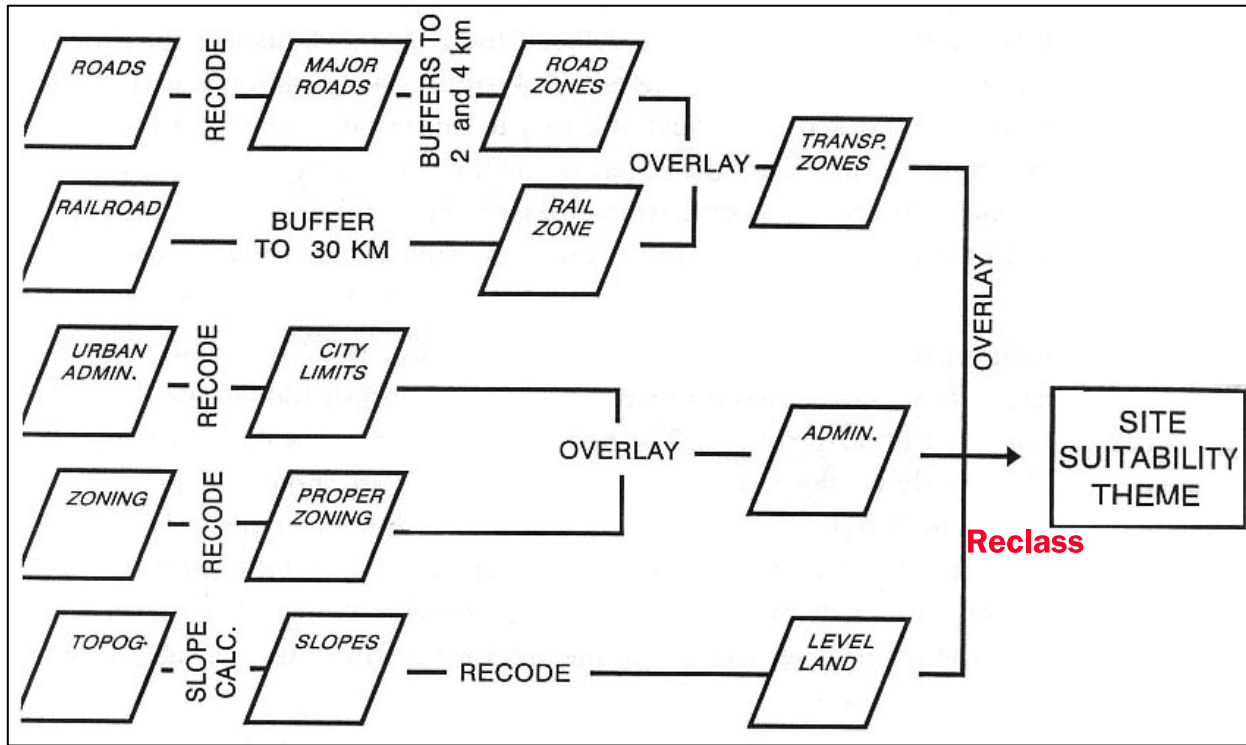 ROADS
RECODE
MAJOR
ROADS
BUFFERS TO
2 and 4 km
ROAD
ZONES
OVERLAY
TRANSP.
ZONES
RAILROAD
BUFFER
TO 30 KM
RAIL
ZONE
OVERLAY
URBAN
ADMIN.
RECODE
CITY
LIMITS
OVERLAY
ADMIN.
SITE
SUITABILITY
THEME
ZONING
RECODE
PROPER
ZONING
Reclass
TOPOG-
SLOPE
CALC.
SLOPES
RECODE
LEVEL
LAND